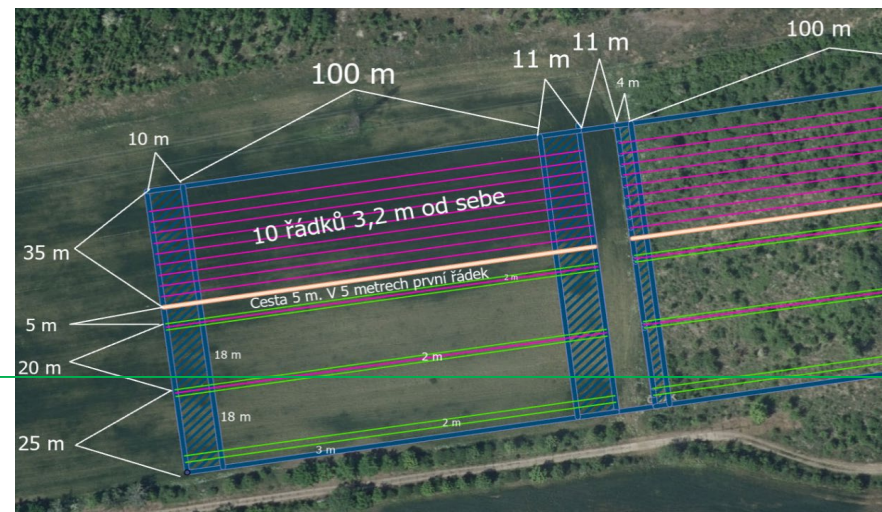 100 m
11 m
11 m
100 m
4 m
10 m
10 řádků 3,2 m od sebe
35 m
Cesta 5 m. V 5 metrech první řádek
2 m
5 m
18 m
2 m
20 m
18 m
2 m
25 m
3 m